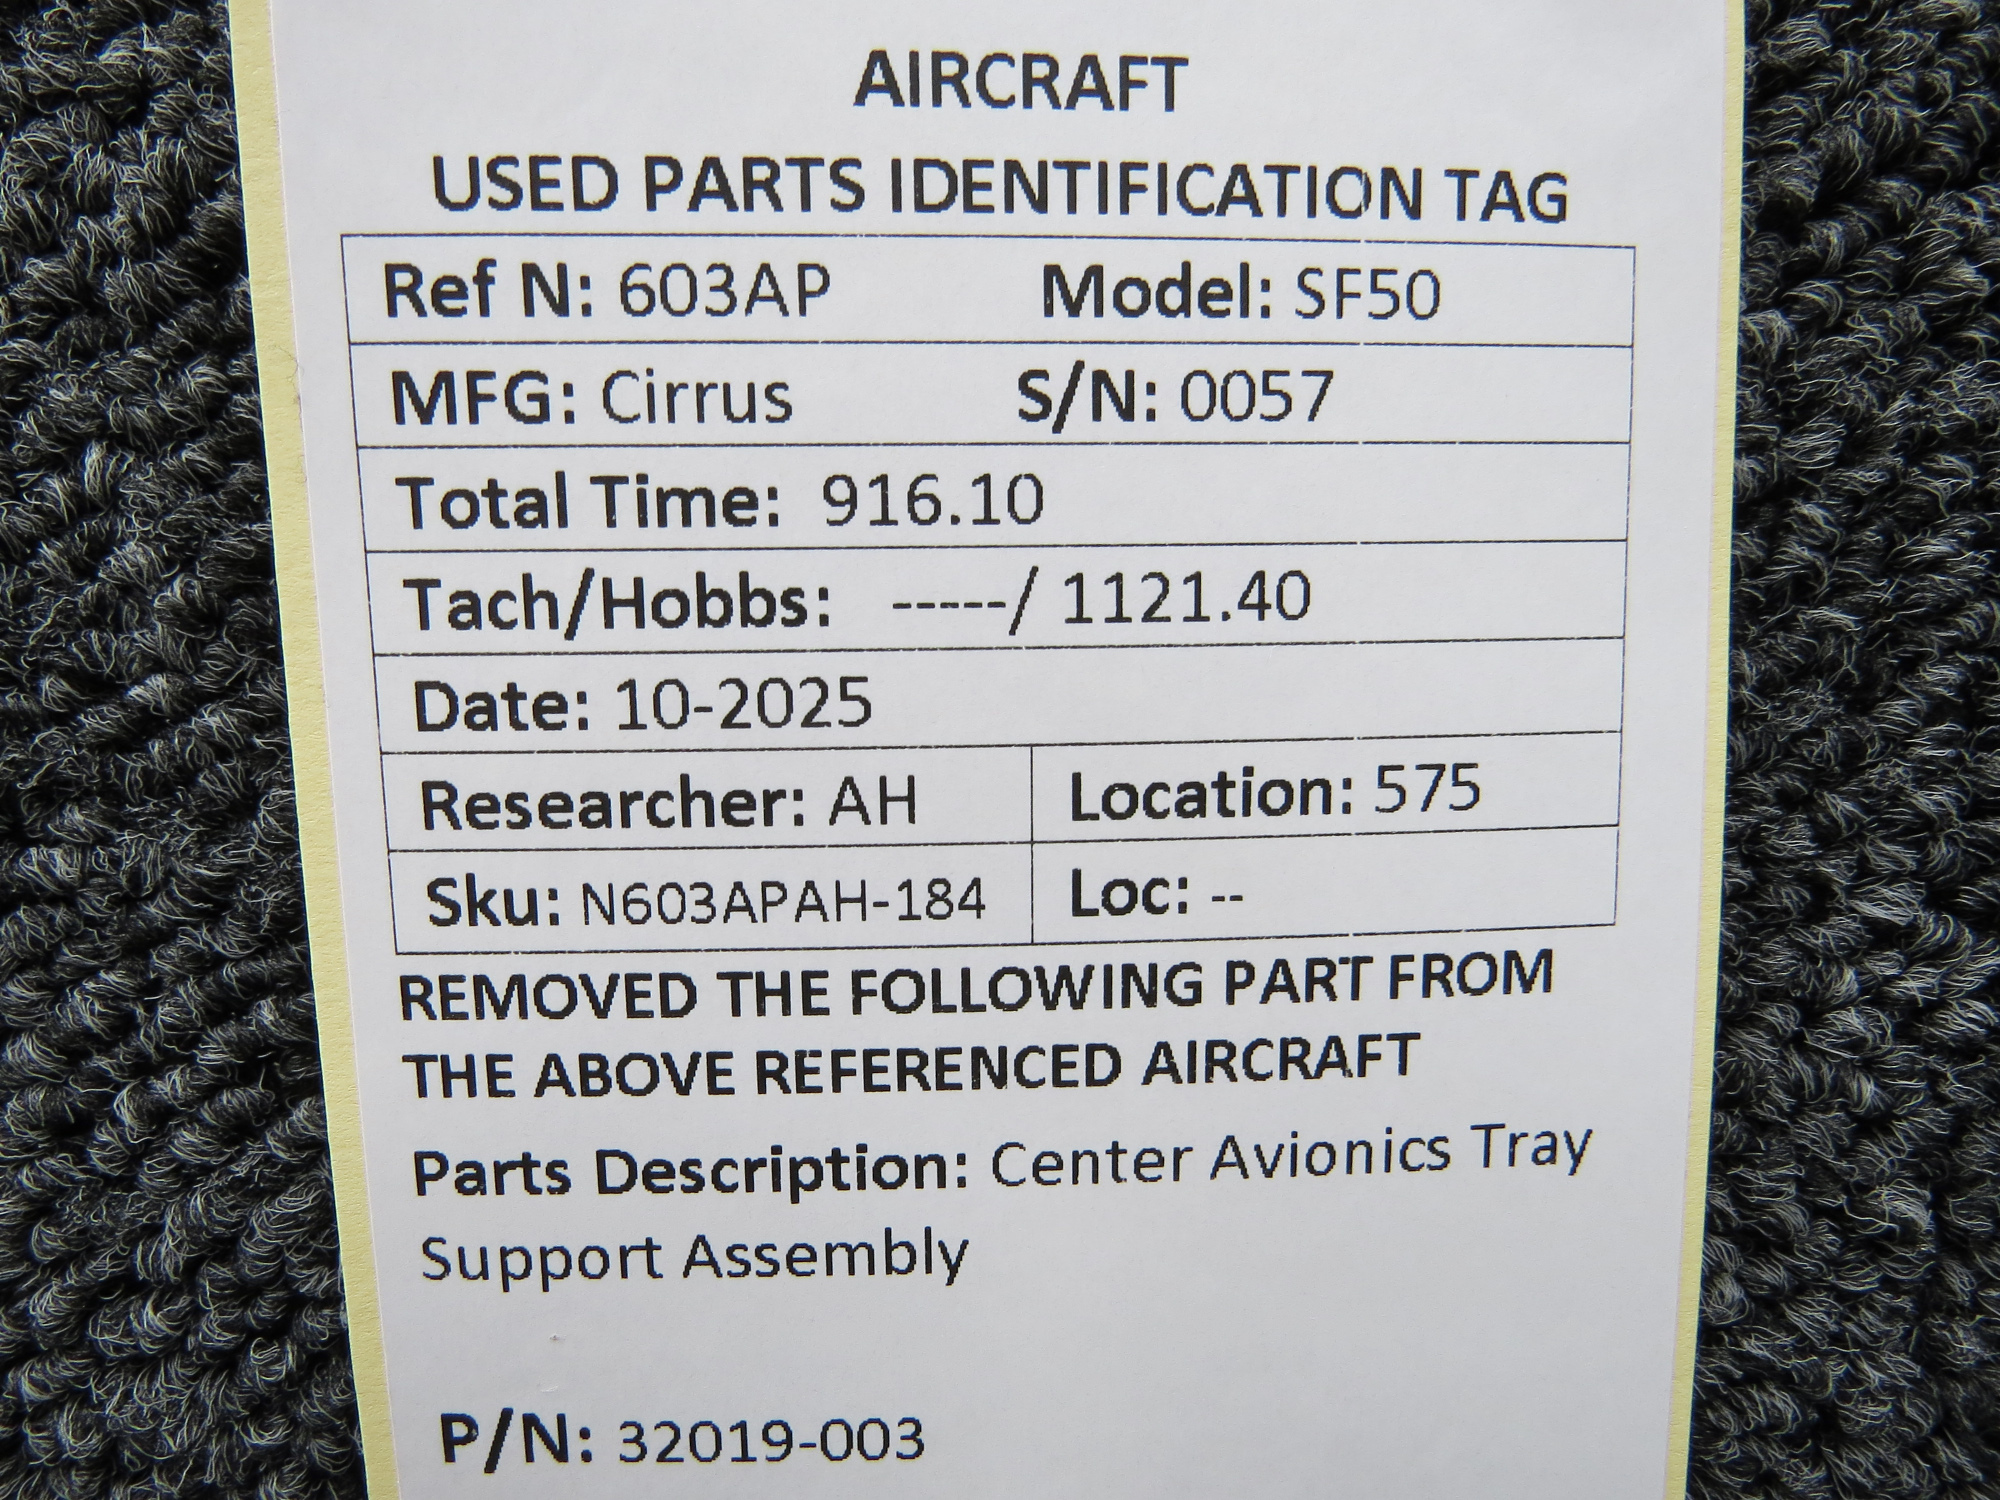 AIRCRAFT
USED PARTS IDENTIFICATION TAG
Ref N: 603AP Model: SF50
MFG: Cirrus S/N: 0057
Total Time: 916.10
Tach/Hobbs: -----/ 1121.40
Date: 10-2025
Researcher: AH Location: 575
Sku: N603APAH-184 Loc: --
REMOVED THE FOLLOWING PART FROM
THE ABOVE REFERENCED AIRCRAFT
Parts Description: Center Avionics Tray
Support Assembly
P/N: 32019-003